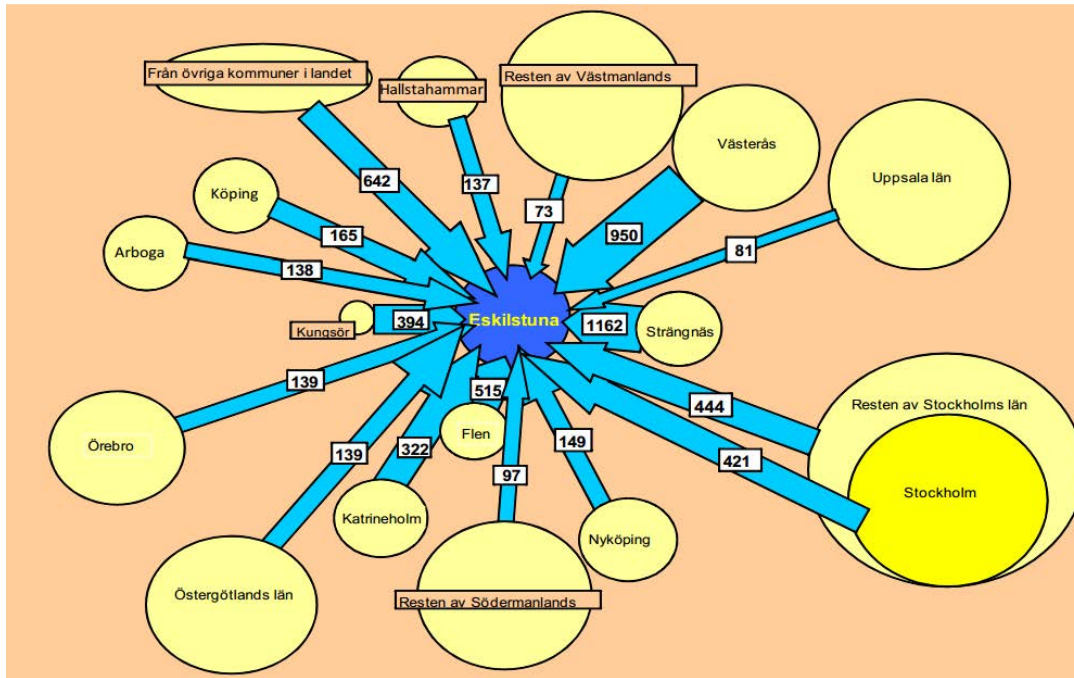 Från övriga kommuner i landet
Hallstahammar
Resten av Västmanlands
Västerås
Uppsala län
Köping
Arboga
Kungsör
Örebro
Östergötlands län
Katrineholm
Flen
Resten av Södermanlands
Nyköping
Strängnäs
Resten av Stockholms län
Stockholm
Eskilstuna
642
137
73
950
81
165
138
394
1162
139
139
322
515
97
149
444
421